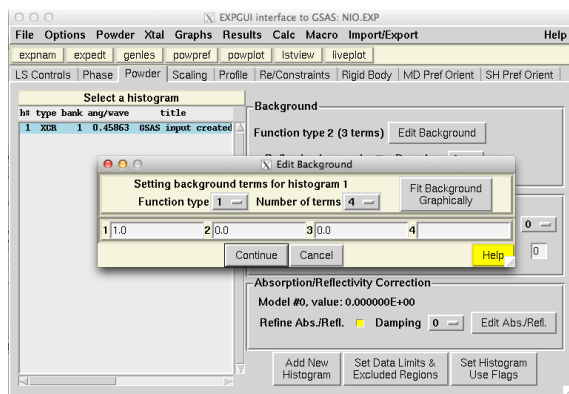 EXPGUI interface to GSAS: NIO.EXP
File Options Powder Xtal Graphs Results Calc Macro Import/Export Help
expnam expedt genles powpref powplot lstview liveplot
LS Controls Phase Powder Scaling Profile Re/Constraints Rigid Body MD Pref Orient SH Pref Orient
Select a histogram
h# type bank ang/wave title
1 XCR 1 0.45863 GSAS input created
Background
Function type 2 (3 terms) Edit Background
Edit Background
Setting background terms for histogram 1
Function type 1 Number of terms 4
Fit Background
Graphically
1 1.0 2 0.0 3 0.0 4
Continue Cancel Help
0
0
Absorption/Reflectivity Correction
Model #0, value: 0.000000E+00
Refine Abs./Refl. Damping 0 Edit Abs./Refl.
Add New
Histogram
Set Data Limits &
Excluded Regions
Set Histogram
Use Flags